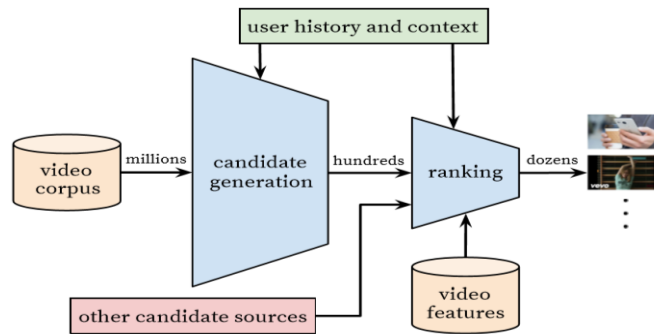 user history and context
video
corpus
millions
candidate
generation
hundreds
ranking
dozens
vevo
other candidate sources
video
features